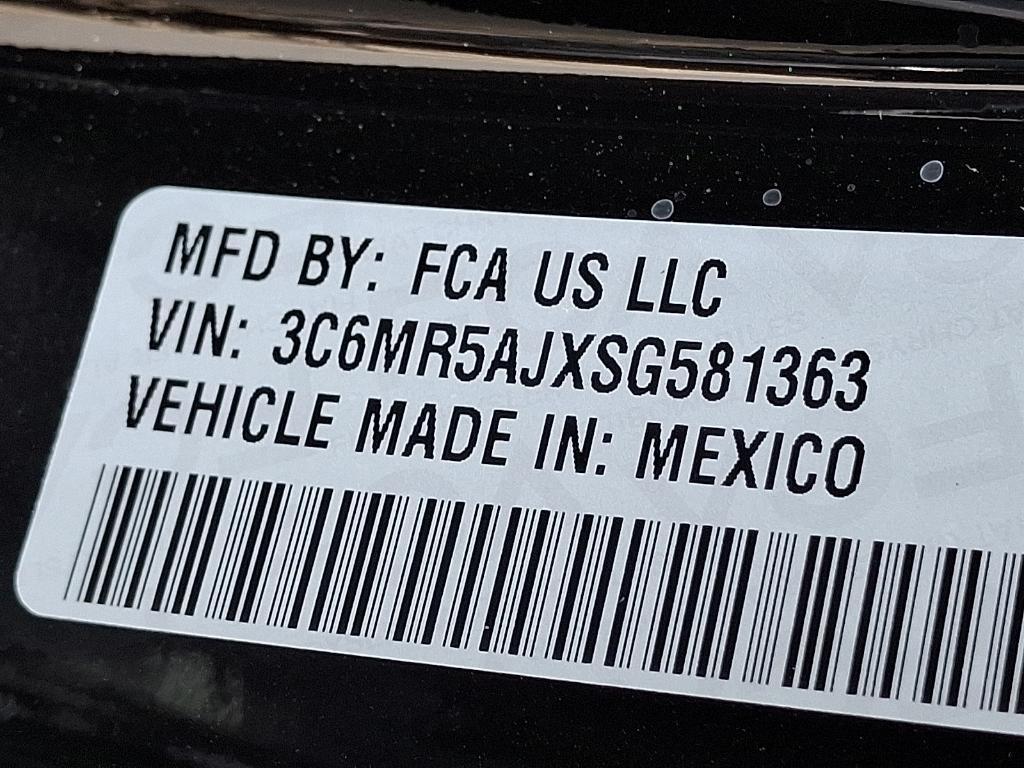 MFD BY: FCA US LLC
VIN: 3C6MR5AJXSG581363
VEHICLE MADE IN: MEXICO